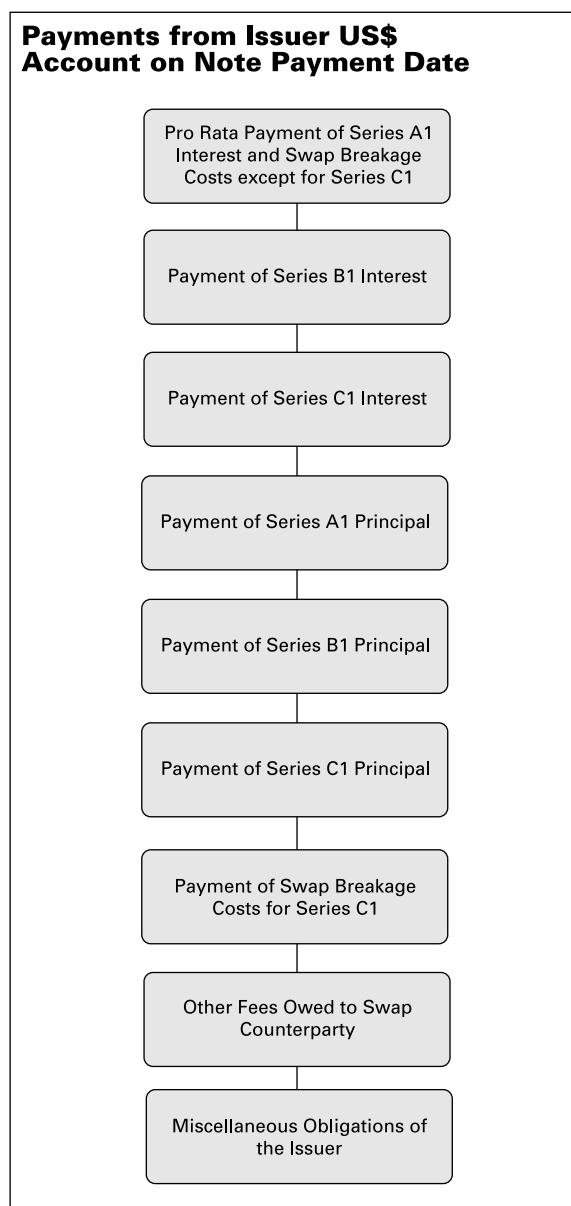 Payments from Issuer US$
Account on Note Payment Date
Pro Rata Payment of Series A1
Interest and Swap Breakage
Costs except for Series C1
Payment of Series B1 Interest
Payment of Series C1 Interest
Payment of Series A1 Principal
Payment of Series B1 Principal
Payment of Series C1 Principal
Payment of Swap Breakage
Costs for Series C1
Other Fees Owed to Swap
Counterparty
Miscellaneous Obligations of
the Issuer